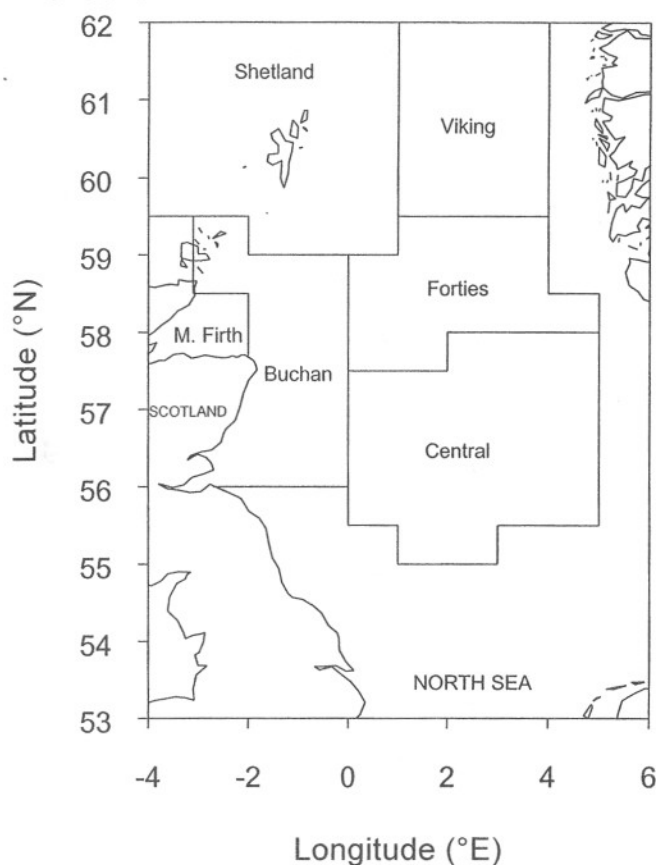 62
61
60
59
58
57
56
55
54
53
Latitude (°N)
Shetland
Viking
Forties
M. Firth
Buchan
SCOTLAND
Central
NORTH SEA
-4 -2 0 2 4 6
Longitude (°E)